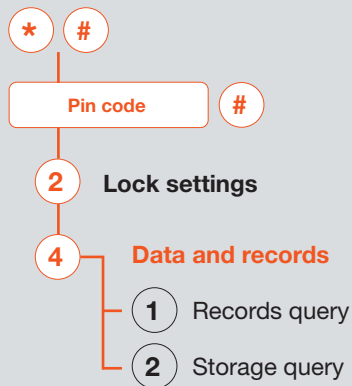 * #
Pin code #
2 Lock settings
4 Data and records
1 Records query
2 Storage query